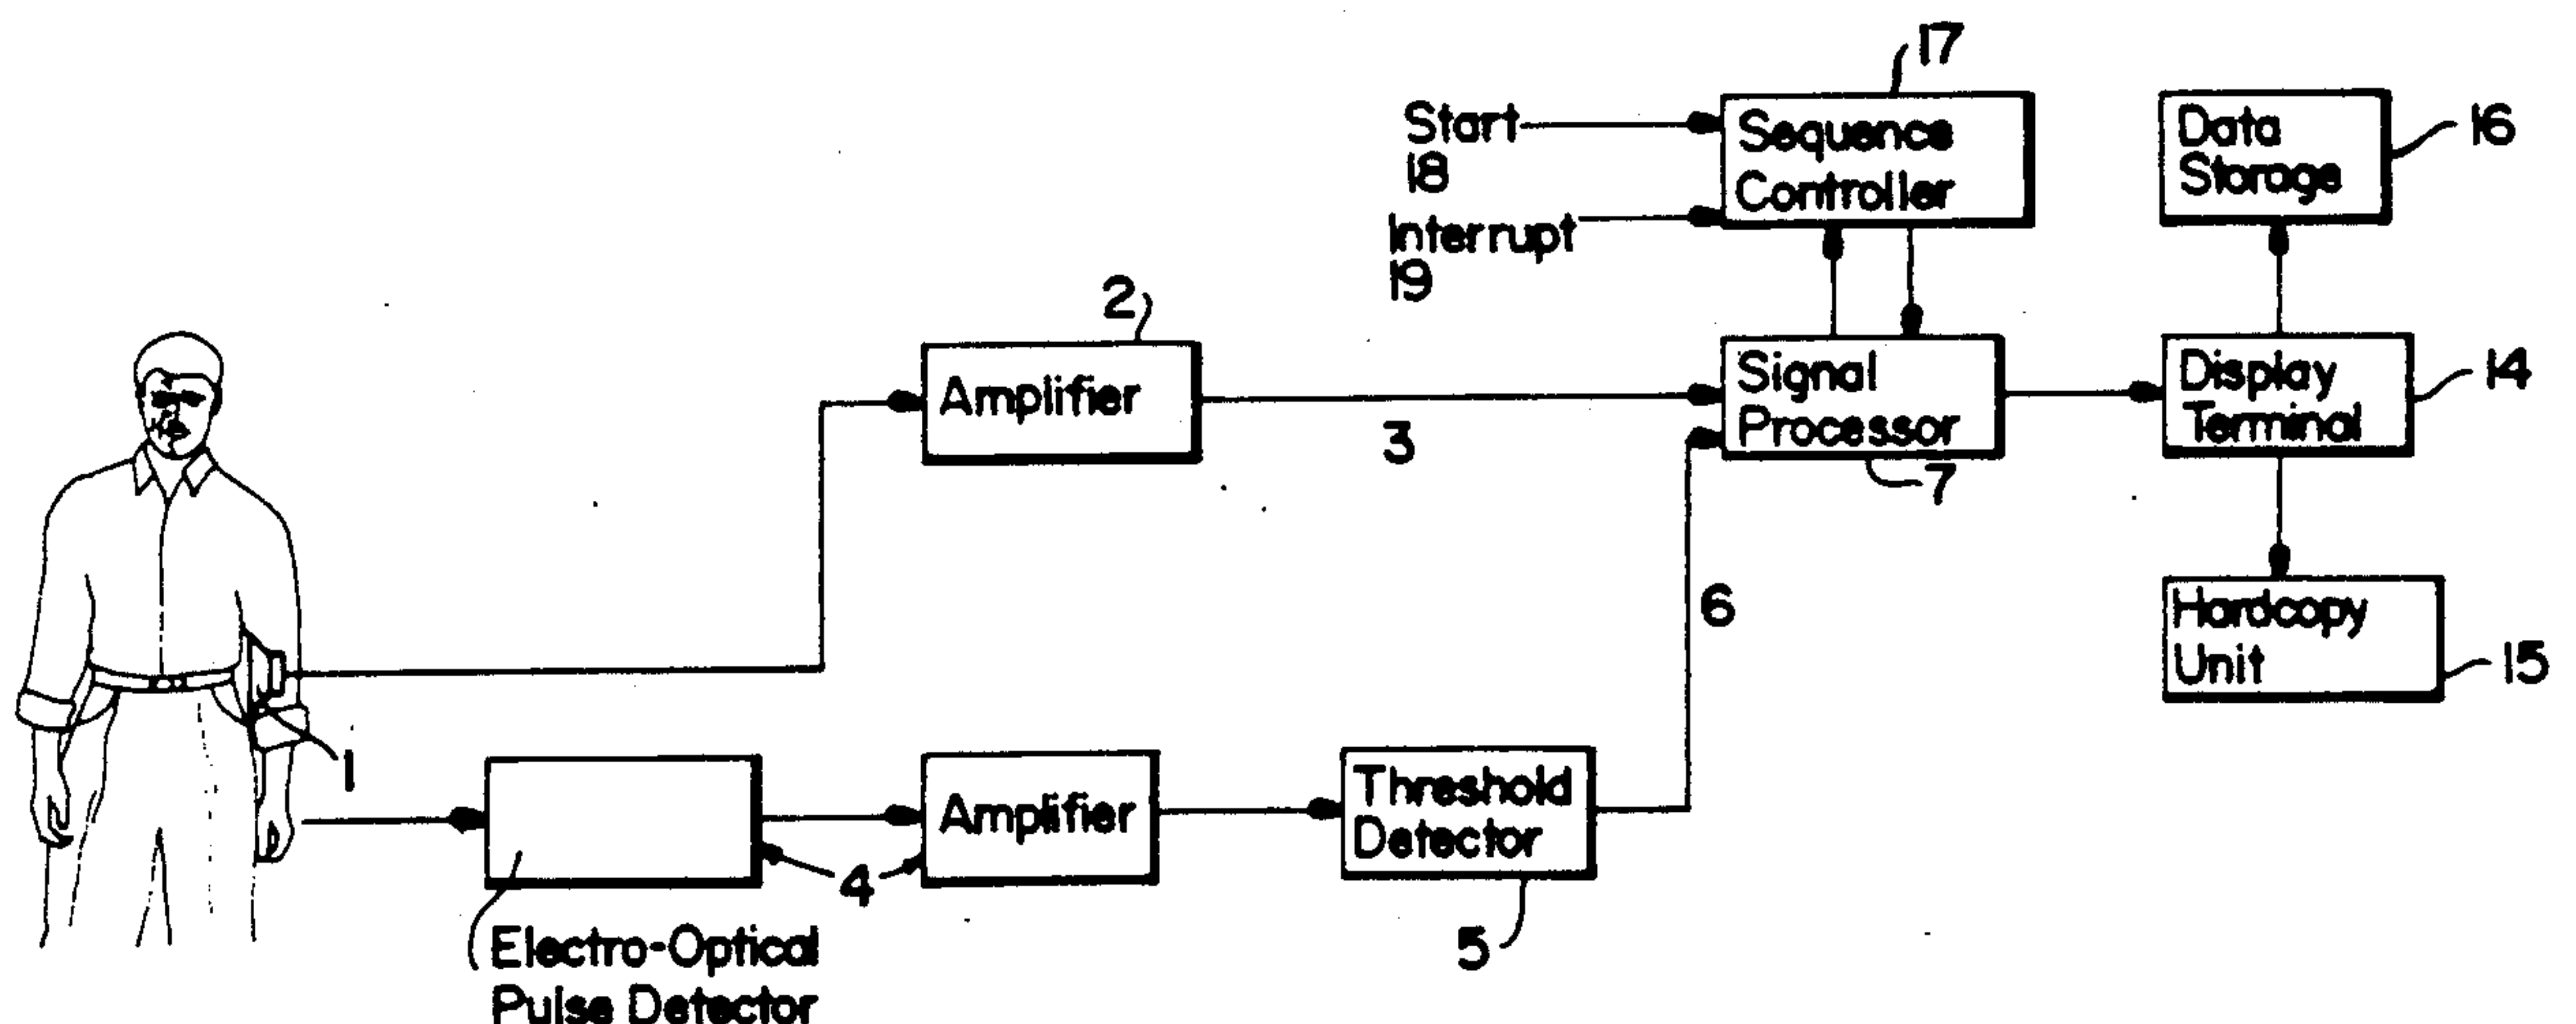 17
Start
18
Interrupt
19
Sequence
Controller
Data
Storage
16
2
Amplifier
3
Signal
Processor
7
Display
Terminal
14
6
Hardcopy
Unit
15
1
4
Amplifier
Threshold
Detector
5
Electro-Optical
Pulse Detector